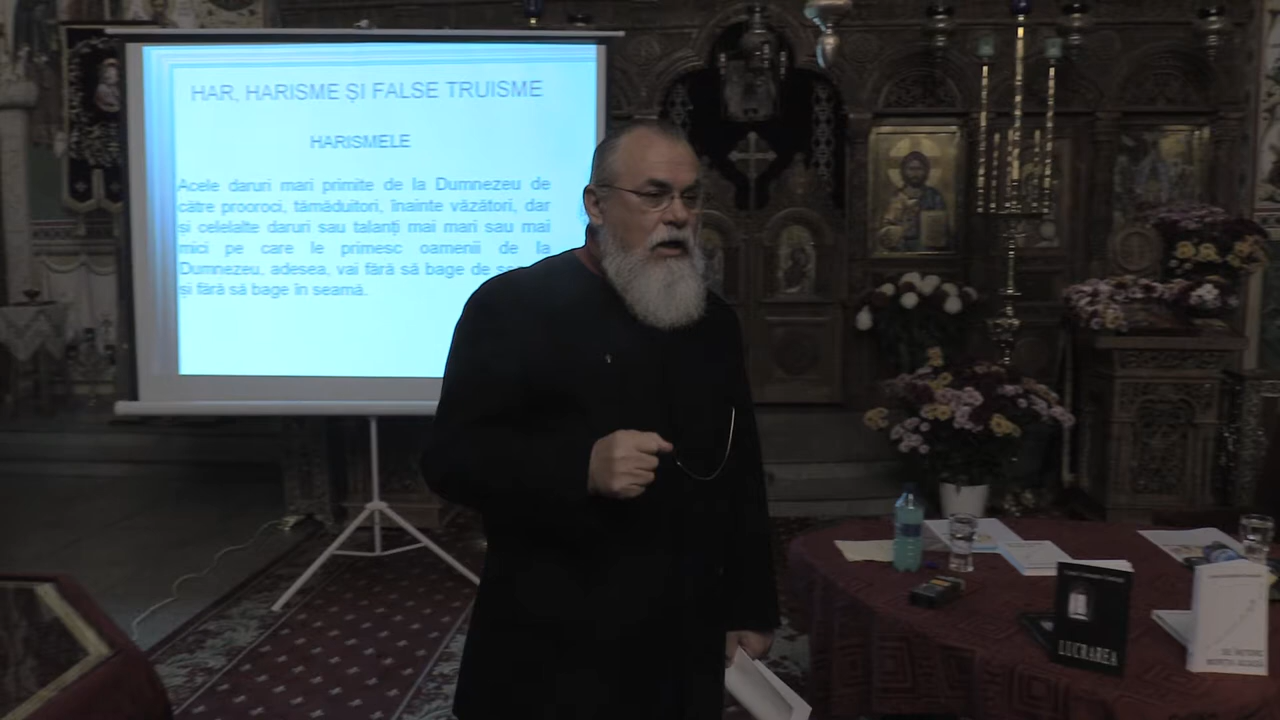 HAR, HARISME ȘI FALSE TRUISME
HARISMELE
Acele daruri mari primite de la Dumnezeu de
către prooroci, tămăduitori, înainte văzători, dar
și celelalte daruri sau talanți mai mari sau mai
mici pe care le primesc oamenii de la
Dumnezeu, adesea, vai fără să bage de
și fără să bage în seamă.
LUCRAREA